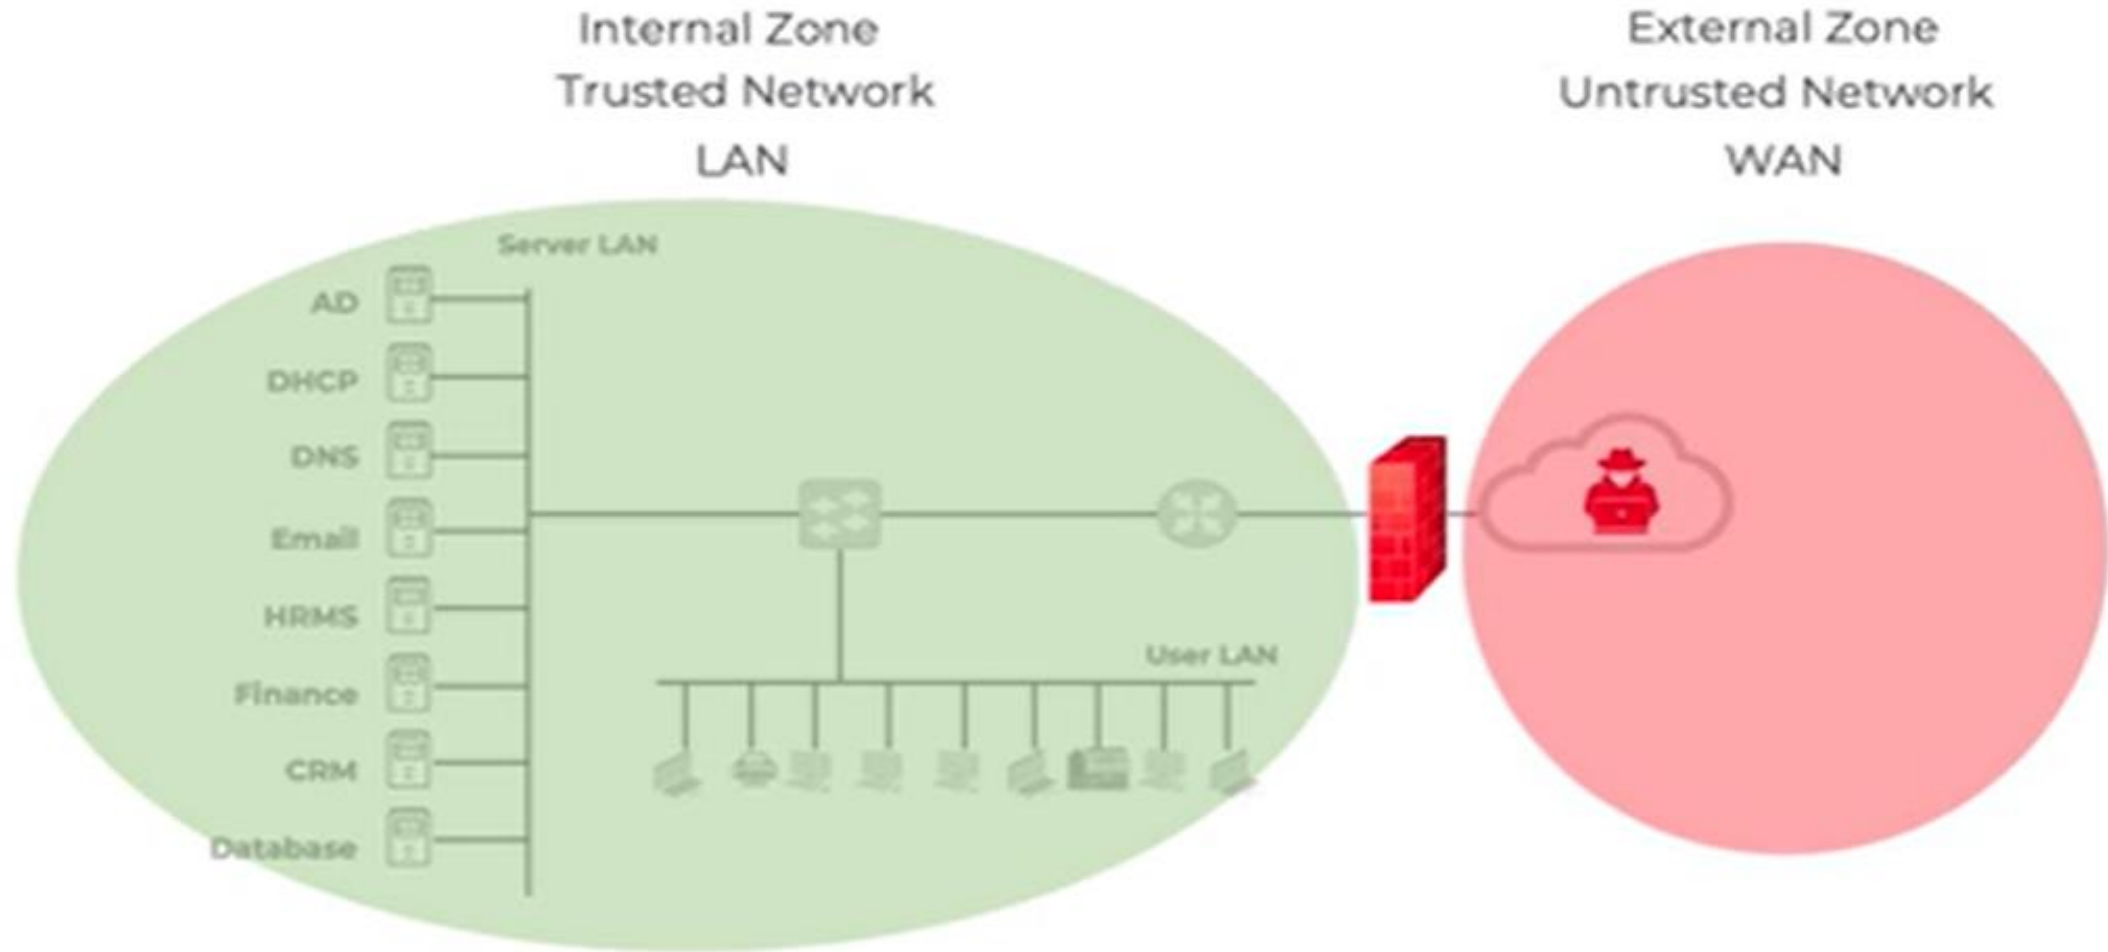 Internal Zone
Trusted Network
LAN
External Zone
Untrusted Network
WAN
Server LAN
AD
DHCP
DNS
Email
HRMS
Finance
CRM
Database
User LAN